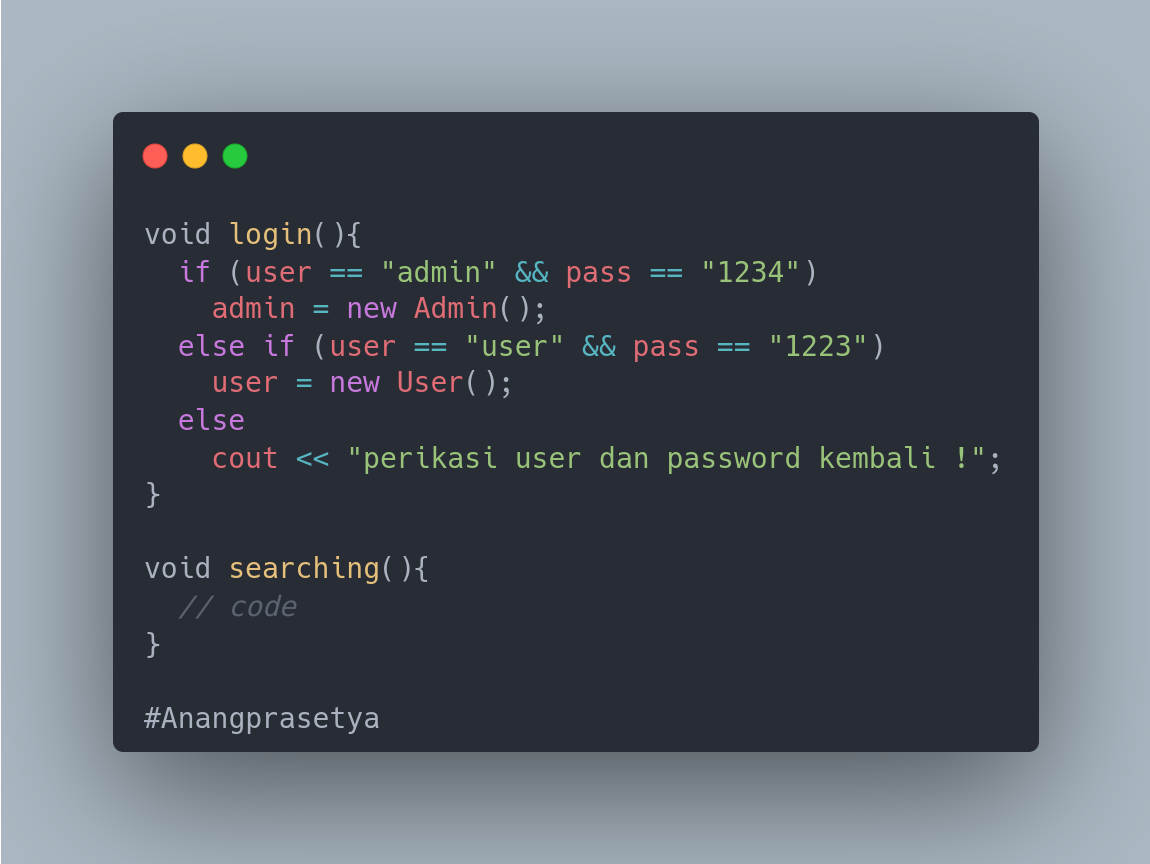 void login(){
  if (user == "admin" && pass == "1234")
    admin = new Admin();
  else if (user == "user" && pass == "1223")
    user = new User();
  else
    cout << "perikasi user dan password kembali !";
}

void searching(){
  // code
}

#Anangprasetya